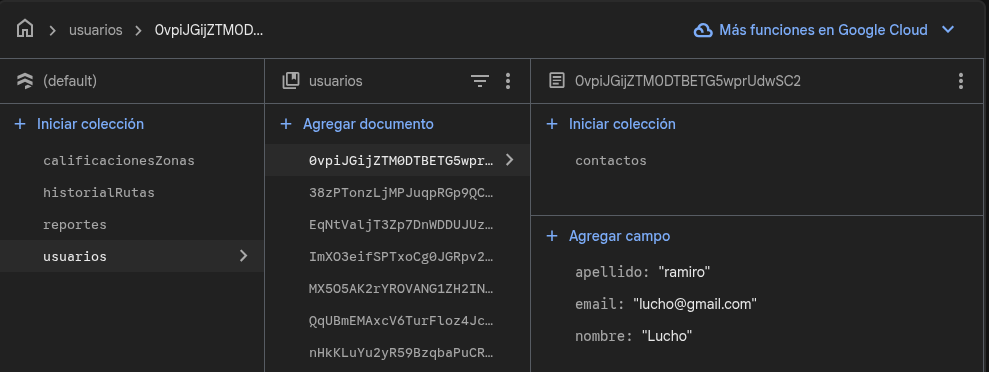 usuarios
0vpiJGijZTM0D...
Más funciones en Google Cloud
(default)
usuarios
0vpiJGijZTM0DTBETG5wprUdwSC2
Iniciar colección
Agregar documento
Iniciar colección
calificacionesZonas
historialRutas
reportes
usuarios
0vpiJGijZTM0DTBETG5wpr…
38zPTonzLjMPJuqpRGp9QC…
EqNtValjT3Zp7DnWDDUJUz…
ImXO3eifSPTxoCg0JGRpv2…
MX5O5AK2rYROVANG1ZH2IN…
QqUBmEMAxcV6TurFloz4Jc…
nHkKLuYu2yR59BzqbaPuCR…
contactos
Agregar campo
apellido: "ramiro"
email: "lucho@gmail.com"
nombre: "Lucho"